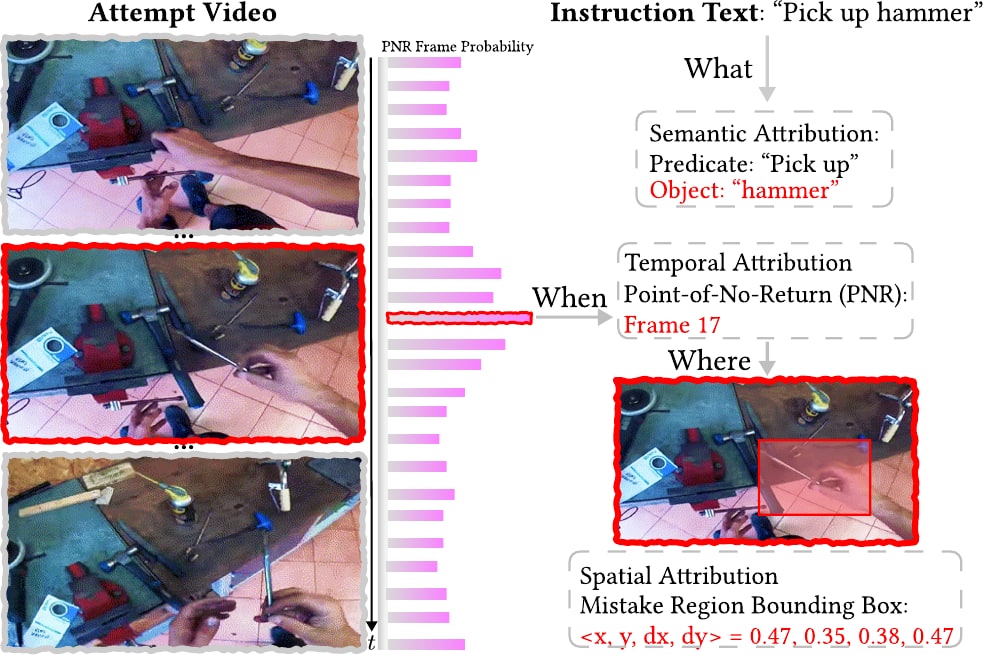 Attempt Video
PNR Frame Probability
t
Instruction Text: “Pick up hammer”
What
Semantic Attribution:
Predicate: “Pick up”
Object: “hammer”
When
Temporal Attribution
Point-of-No-Return (PNR):
Frame 17
Where
Spatial Attribution
Mistake Region Bounding Box:
<x, y, dx, dy> = 0.47, 0.35, 0.38, 0.47
...
...